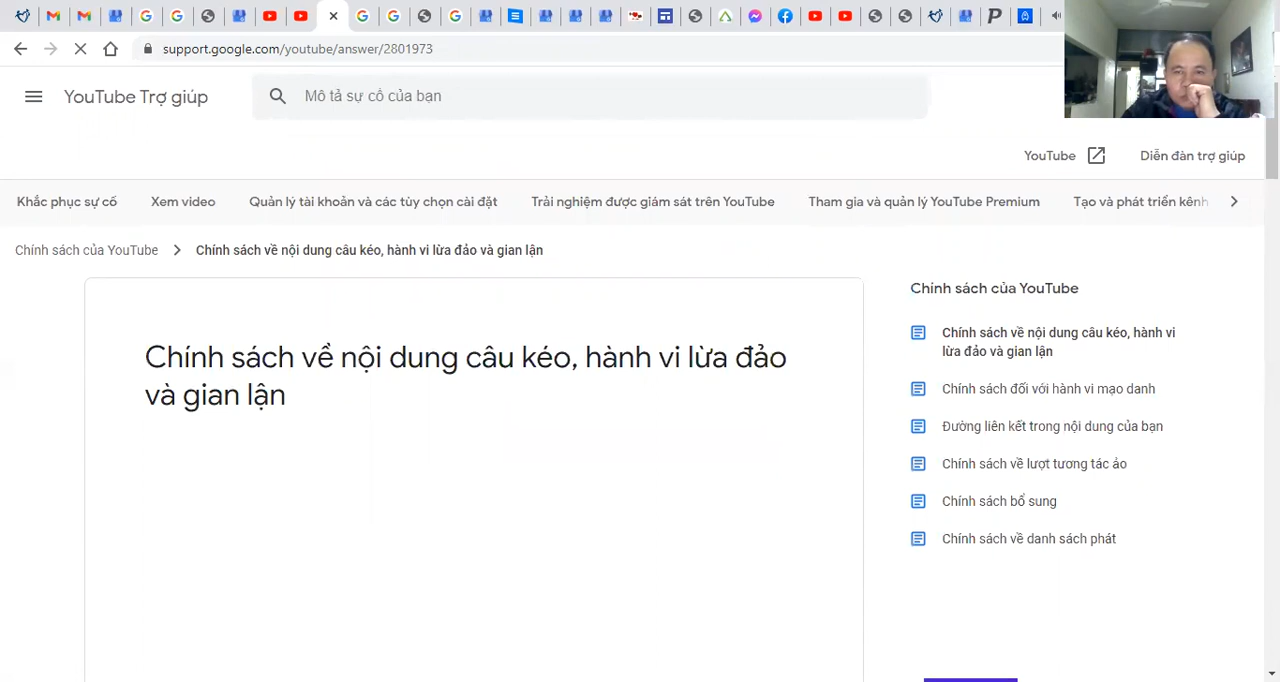 support.google.com/youtube/answer/2801973
YouTube Trợ giúp
Mô tả sự cố của bạn
YouTube
Diễn đàn trợ giúp
Khắc phục sự cố
Xem video
Quản lý tài khoản và các tùy chọn cài đặt
Trải nghiệm được giám sát trên YouTube
Tham gia và quản lý YouTube Premium
Tạo và phát triển kênh
Chính sách của YouTube
Chính sách về nội dung câu kéo, hành vi lừa đảo và gian lận
Chính sách về nội dung câu kéo, hành vi lừa đảo
và gian lận
Chính sách của YouTube
Chính sách về nội dung câu kéo, hành vi
lừa đảo và gian lận
Chính sách đối với hành vi mạo danh
Đường liên kết trong nội dung của bạn
Chính sách về lượt tương tác ảo
Chính sách bổ sung
Chính sách về danh sách phát